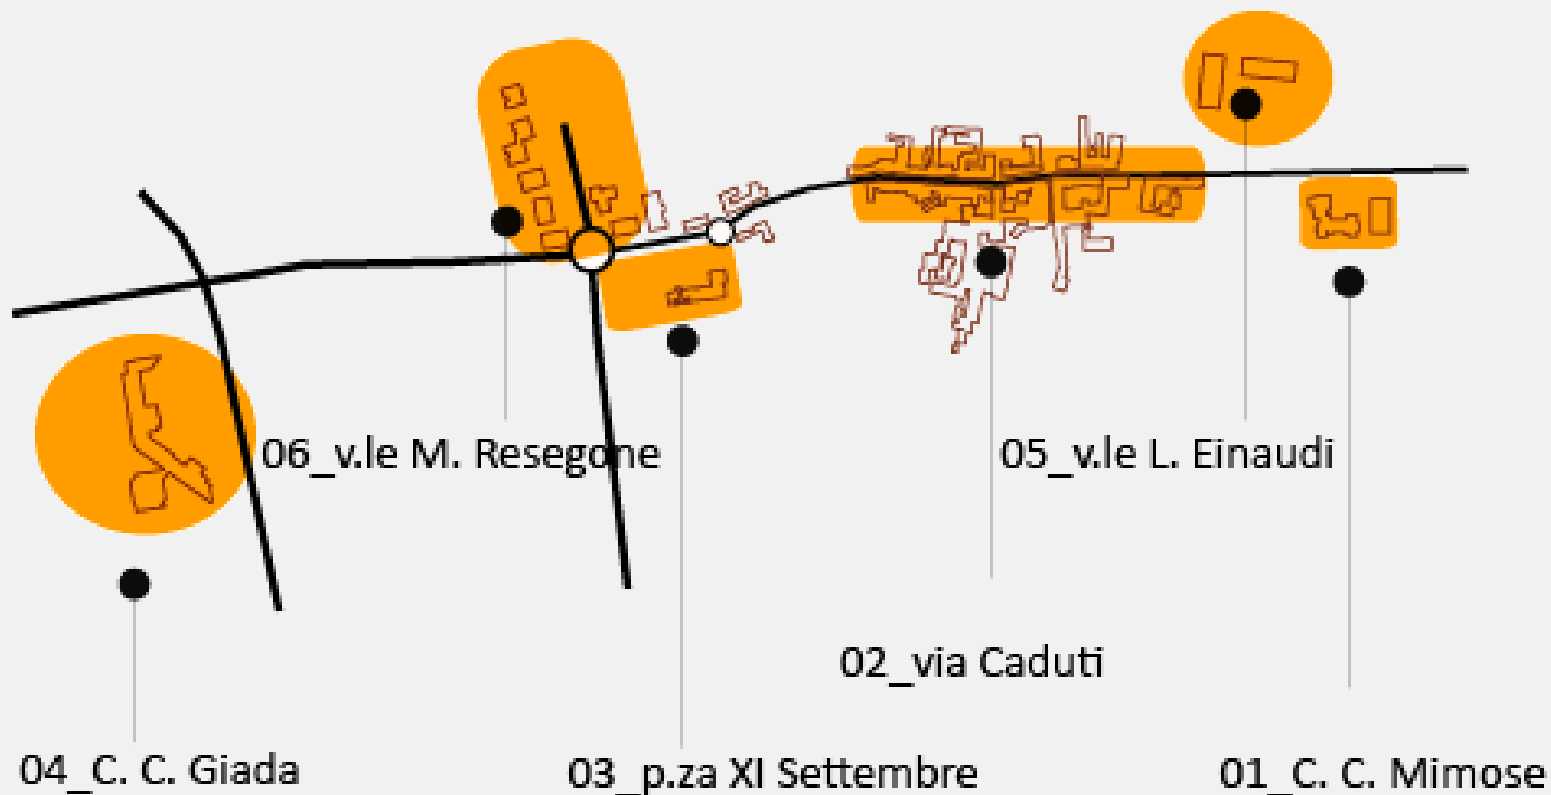 06_v.le M. Resegone
05_v.le L. Einaudi
02_via Caduti
04_C. C. Giada
03_p.za XI Settembre
01_C. C. Mimose